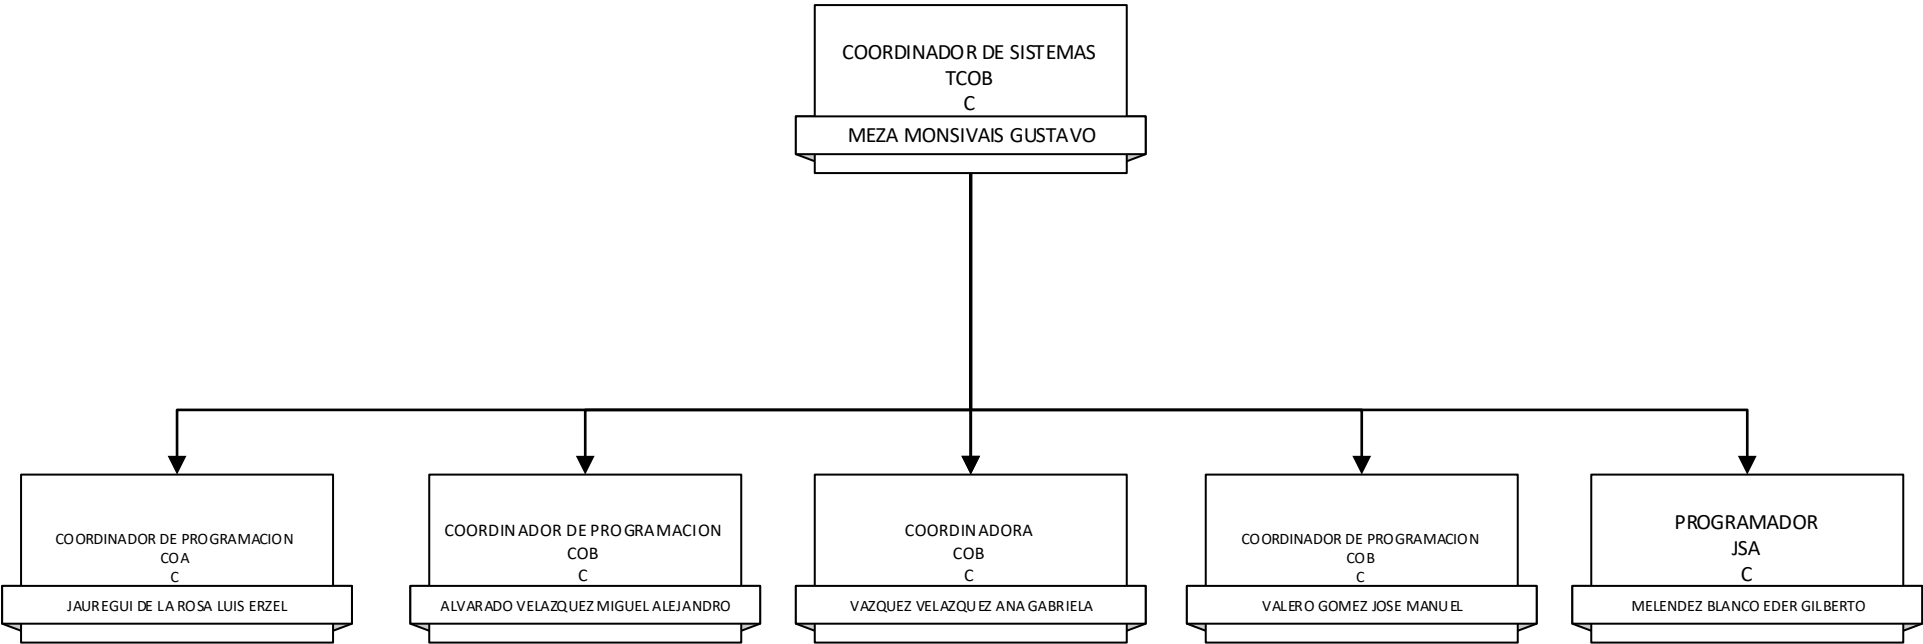 COORDINADOR DE SISTEMAS
TCOB
C
MEZA MONSIVAIS GUSTAVO
COORDINADOR DE PROGRAMACION
COA
C
JAUREGUI DE LA ROSA LUIS ERZEL
COORDINADOR DE PROGRAMACION
COB
C
ALVARADO VELAZQUEZ MIGUEL ALEJANDRO
COORDINADORA
COB
C
VAZQUEZ VELAZQUEZ ANA GABRIELA
COORDINADOR DE PROGRAMACION
COB
C
VALERO GOMEZ JOSE MANUEL
PROGRAMADOR
JSA
C
MELENDEZ BLANCO EDER GILBERTO